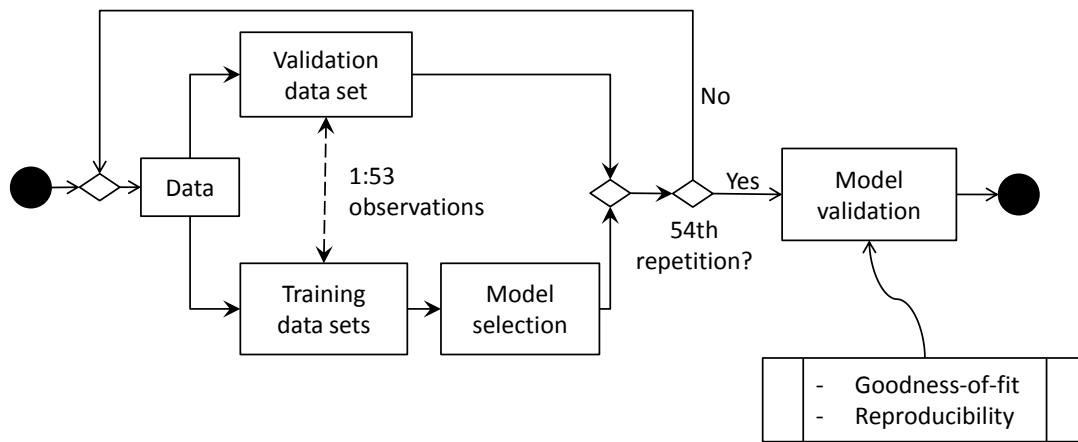 Validation
data set
No
Data
1:53
observations
Yes
Model
validation
54th
repetition?
Training
data sets
Model
selection
- Goodness-of-fit
- Reproducibility